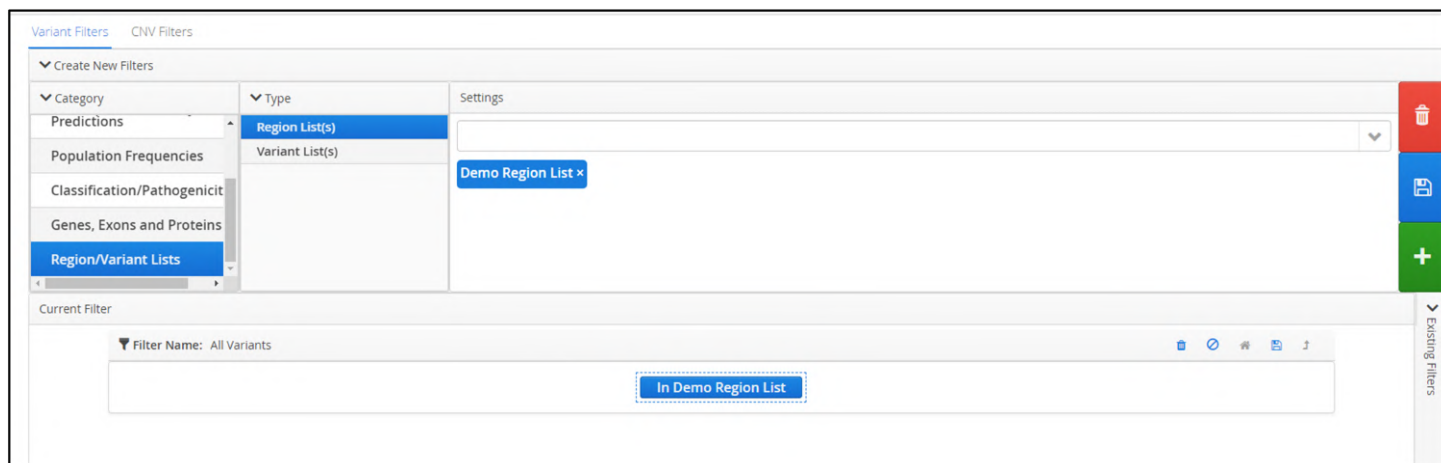 Variant Filters CNV Filters
Create New Filters
Category Type Settings
Predictions
Population Frequencies
Classification/Pathogenicit
Genes, Exons and Proteins
Region/Variant Lists
Region List(s)
Variant List(s)
Demo Region List ×
Current Filter
Filter Name: All Variants
In Demo Region List
Existing Filters